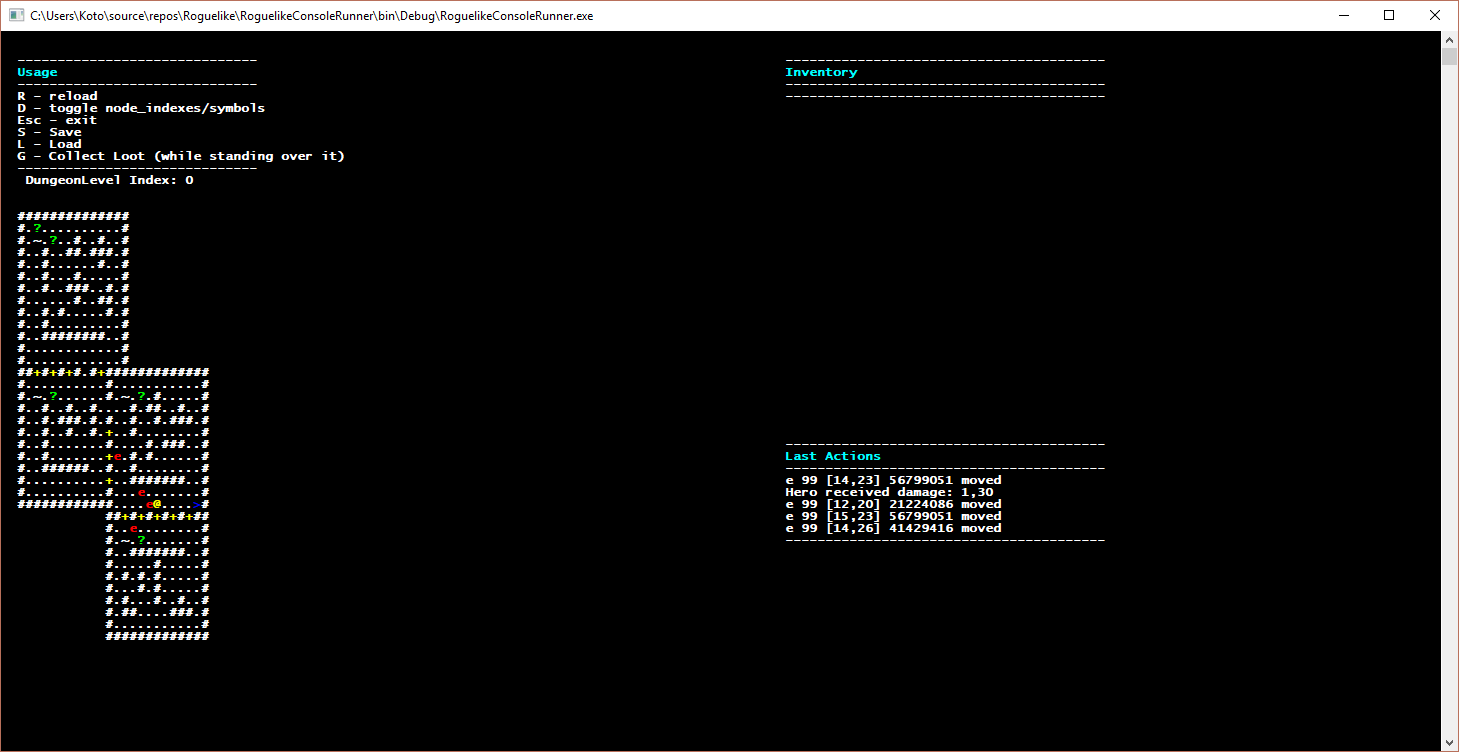 C:\Users\Koto\source\repos\Roguelike\RoguelikeConsoleRunner\bin\Debug\RoguelikeConsoleRunner.exe
------------------------------
Usage
------------------------------
R - reload
D - toggle node_indexes/symbols
Esc - exit
S - Save
L - Load
G - Collect Loot (while standing over it)
------------------------------
DungeonLevel Index: 0
##############
#.?..........#
#.~.?..#..#..#
#..#..##.###.#
#..#......#..#
#..#...#.....#
#..#..###..#.#
#......#..##.#
#..#.#.....#.#
#..#.........#
#..########..#
#............#
#............#
##+#+#+#.#+#############
#..........#...........#
#.~.?......#.~.?.#.....#
#..#..#..#....#.##..#..#
#..#.###.#.#..#..#.###.#
#..#..#..#.+..#........#
#..#.......#....#.###..#
#..#.......+e.#.#......#
#..######..#..#........#
#..........+..#######..#
#..........#...e.......#
############....e@.... #
##+#+#+#+#+##
#..e........#
#.~.?.......#
#..#######..#
#.....#.....#
#.#.#.#.....#
#...#.#.....#
#.#...#..#..#
#.##....###.#
#...........#
#############
----------------------------------------
Inventory
----------------------------------------
----------------------------------------
----------------------------------------
Last Actions
----------------------------------------
e 99 [14,23] 56799051 moved
Hero received damage: 1,30
e 99 [12,20] 21224086 moved
e 99 [15,23] 56799051 moved
e 99 [14,26] 41429416 moved
----------------------------------------